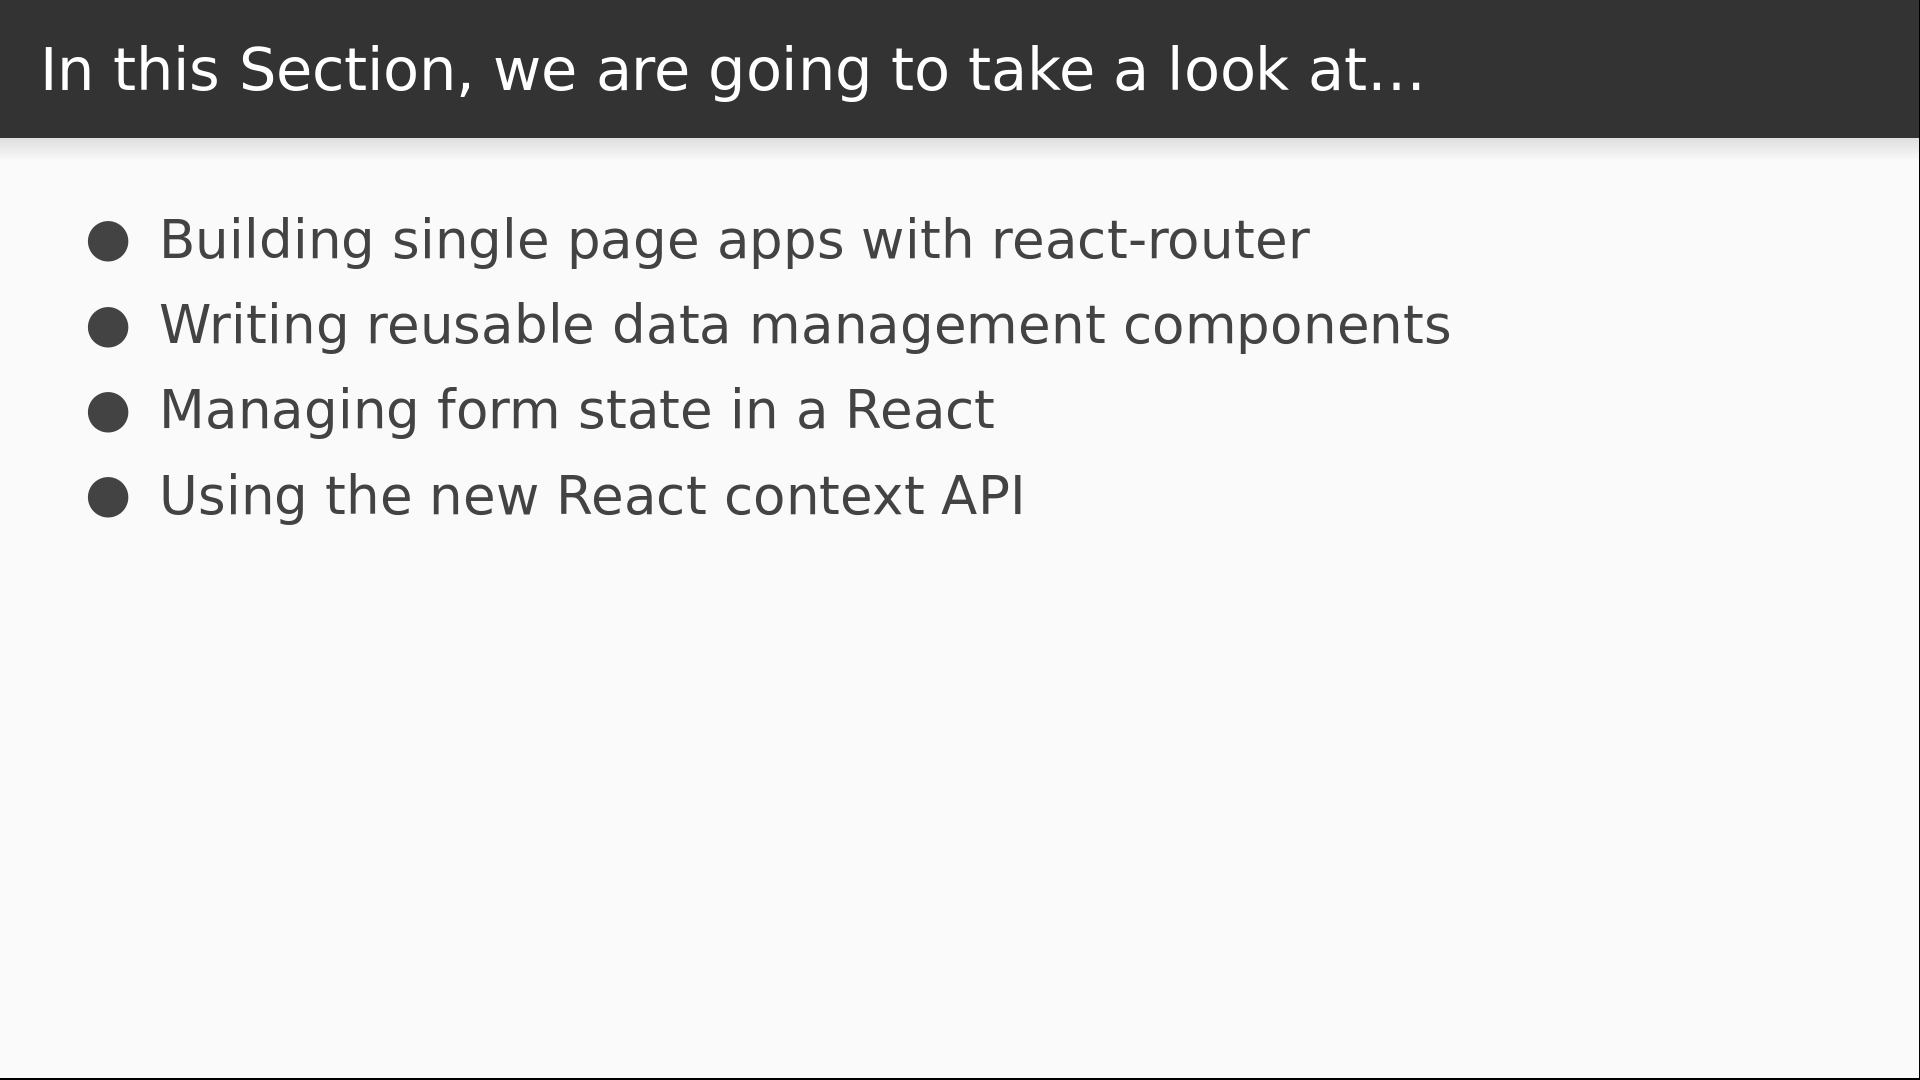 In this Section, we are going to take a look at...
● Building single page apps with react-router
● Writing reusable data management components
● Managing form state in a React
● Using the new React context API